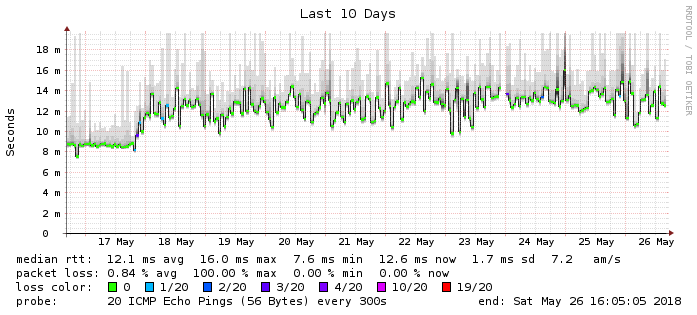 Last 10 Days
RRDTOOL / TOBI OETIKER
Seconds
18 m
16 m
14 m
12 m
10 m
8 m
6 m
4 m
2 m
0
17 May 18 May 19 May 20 May 21 May 22 May 23 May 24 May 25 May 26 May
median rtt: 12.1 ms avg 16.0 ms max 7.6 ms min 12.6 ms now 1.7 ms sd 7.2 am/s
packet loss: 0.84 % avg 100.00 % max 0.00 % min 0.00 % now
loss color: 0 1/20 2/20 3/20 4/20 10/20 19/20
probe: 20 ICMP Echo Pings (56 Bytes) every 300s end: Sat May 26 16:05:05 2018